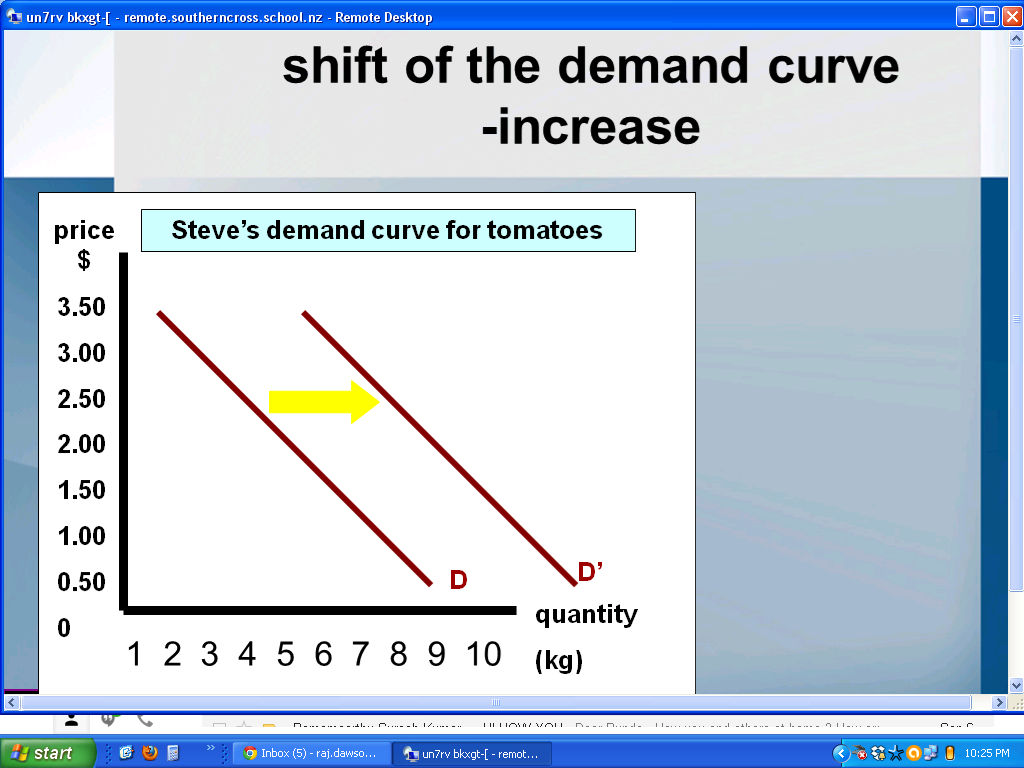 un7rv bkxgt-[ - remote.southerncross.school.nz - Remote Desktop
shift of the demand curve
-increase
Steve’s demand curve for tomatoes
price
$
3.50
3.00
2.50
2.00
1.50
1.00
0.50
0
D
D’
quantity
(kg)
1 2 3 4 5 6 7 8 9 10
start
Inbox (5) - raj.dawso...
un7rv bkxgt-[ - remot...
10:25 PM